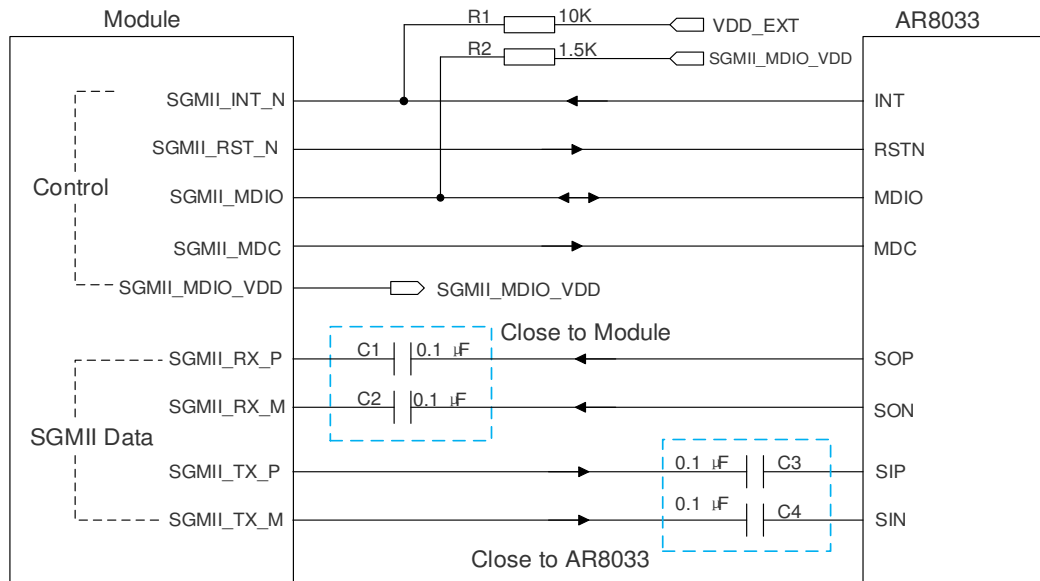 Module
AR8033
R1 10K VDD_EXT
R2 1.5K SGMII_MDIO_VDD
SGMII_INT_N INT
SGMII_RST_N RSTN
Control
SGMII_MDIO MDIO
SGMII_MDC MDC
SGMII_MDIO_VDD SGMII_MDIO_VDD
Close to Module
SGMII_RX_P C1 0.1 μF SOP
SGMII_RX_M C2 0.1 μF SON
SGMII Data
SGMII_TX_P 0.1 μF C3 SIP
SGMII_TX_M 0.1 μF C4 SIN
Close to AR8033